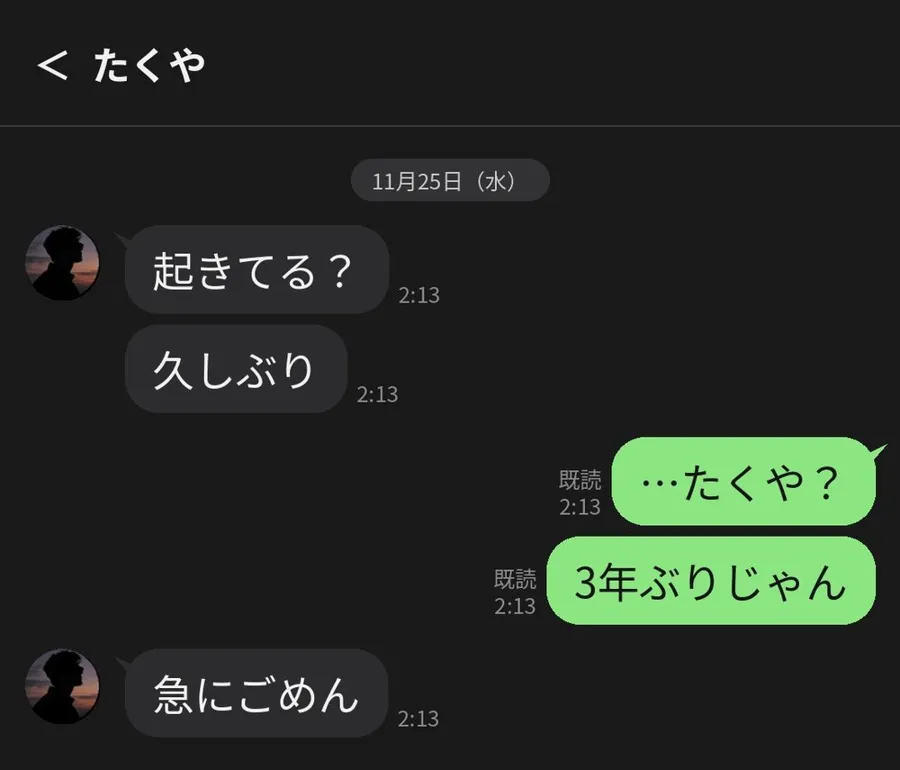 < たくや
11月25日（水）
起きてる？
2:13
久しぶり
2:13
…たくや？
既読
2:13
3年ぶりじゃん
既読
2:13
急にごめん
2:13